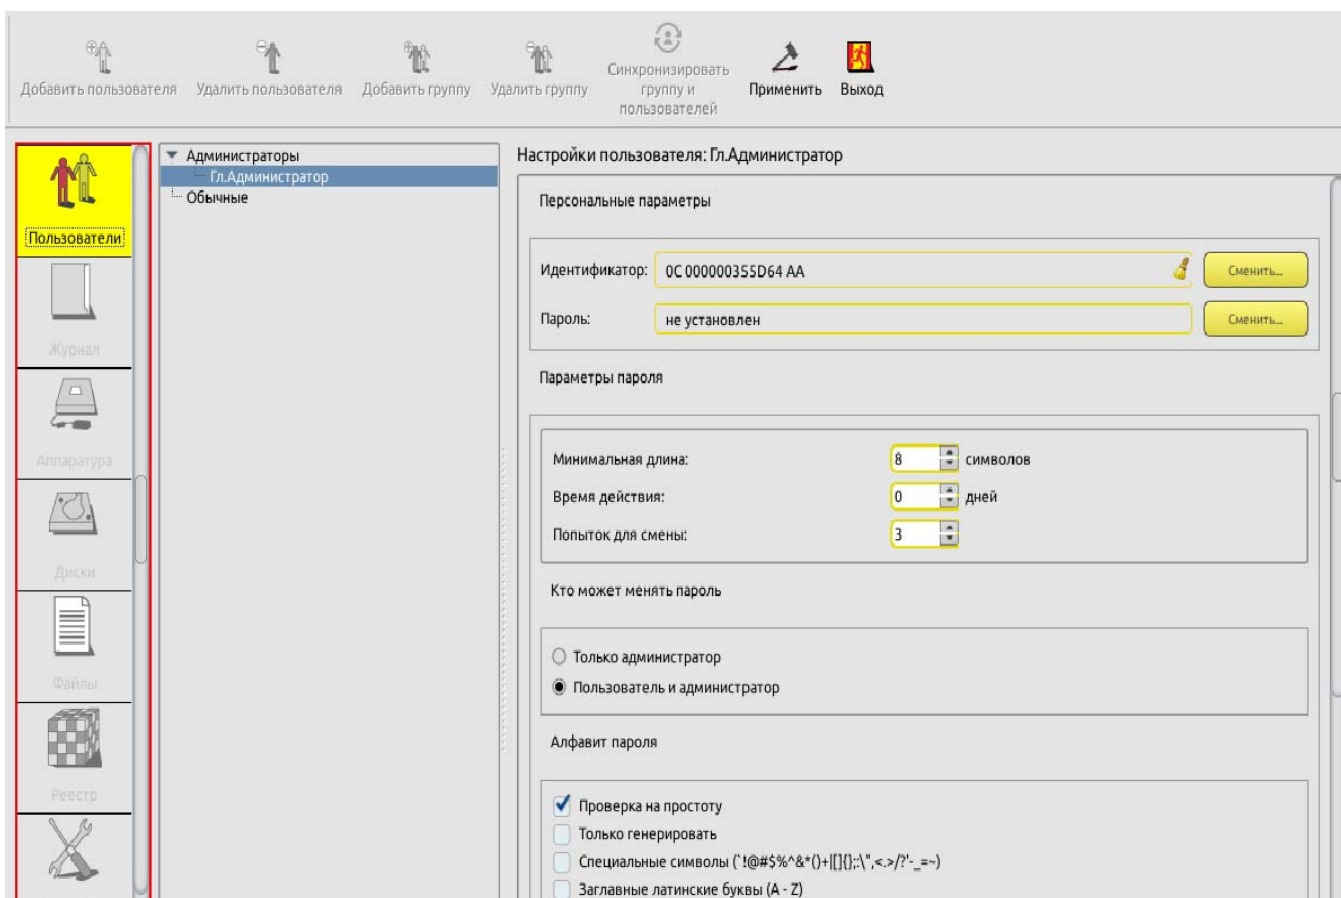 Добавить пользователя
Удалить пользователя
Добавить группу
Удалить группу
Синхронизировать
группу и
пользователей
Применить
Выход
Пользователи
Журнал
Аппаратура
Диски
Файлы
Реестр
Администраторы
Гл.Администратор
Обычные
Настройки пользователя: Гл.Администратор
Персональные параметры
Идентификатор: 0C 000000355D64 AA Сменить...
Пароль: не установлен Сменить...
Параметры пароля
Минимальная длина: 8 символов
Время действия: 0 дней
Попыток для смены: 3
Кто может менять пароль
Только администратор
Пользователь и администратор
Алфавит пароля
Проверка на простоту
Только генерировать
Специальные символы (`!@#$%^&*()+|[]{};:\",<.>/?'-_=~)
Заглавные латинские буквы (A - Z)